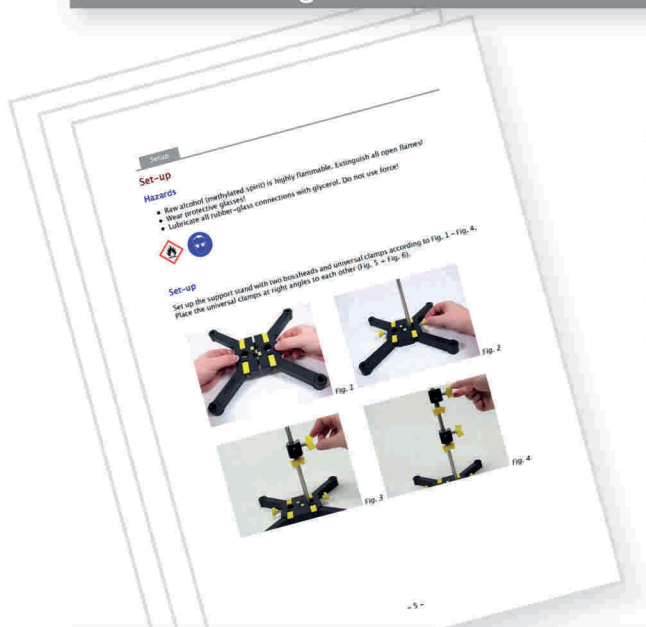 Setup
Set-up
Hazards
• Raw alcohol (methylated spirit) is highly flammable. Extinguish all open flames!
• Wear protective glasses!
• Lubricate all rubber-glass connections with glycerol. Do not use force!
Set-up
Set up the support stand with two bossheads and universal clamps according to Fig. 1-Fig. 4.
Place the universal clamps at right angles to each other (Fig. 5 + Fig. 6).
Fig. 1
Fig. 2
Fig. 3
Fig. 4
- 5 -